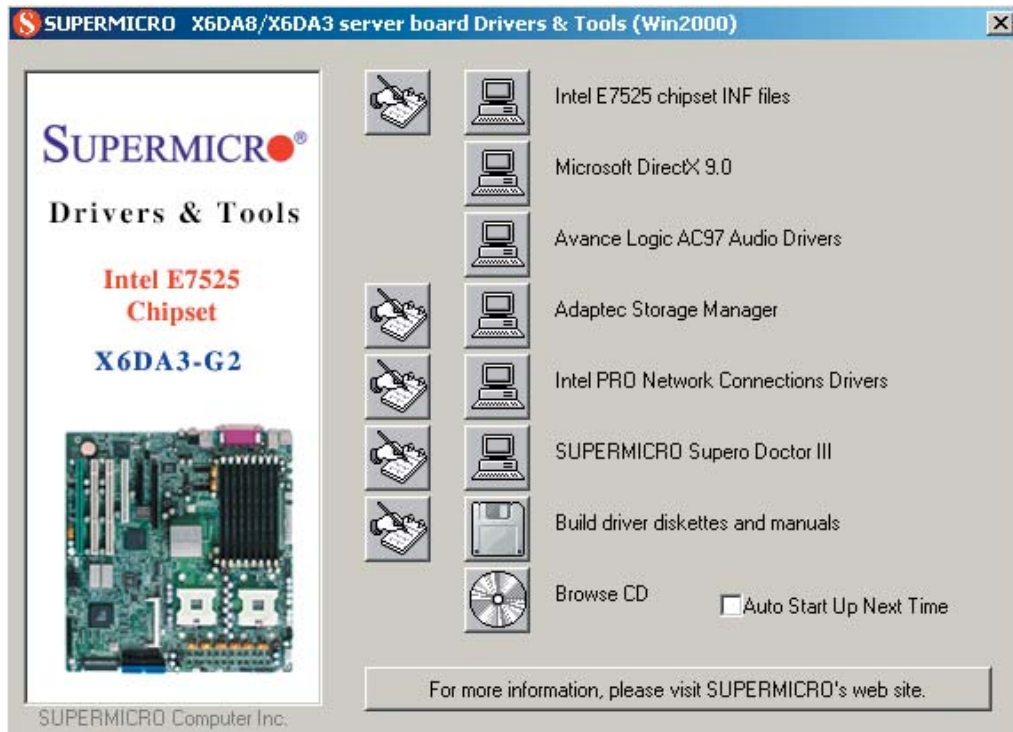 SUPERMICRO X6DA8/X6DA3 server board Drivers & Tools (Win2000)
SUPERMICRO®
Drivers & Tools
Intel E7525
Chipset
X6DA3-G2
SUPERMICRO Computer Inc.
Intel E7525 chipset INF files
Microsoft DirectX 9.0
Avance Logic AC97 Audio Drivers
Adaptec Storage Manager
Intel PRO Network Connections Drivers
SUPERMICRO Supero Doctor III
Build driver diskettes and manuals
Browse CD
Auto Start Up Next Time
For more information, please visit SUPERMICRO's web site.